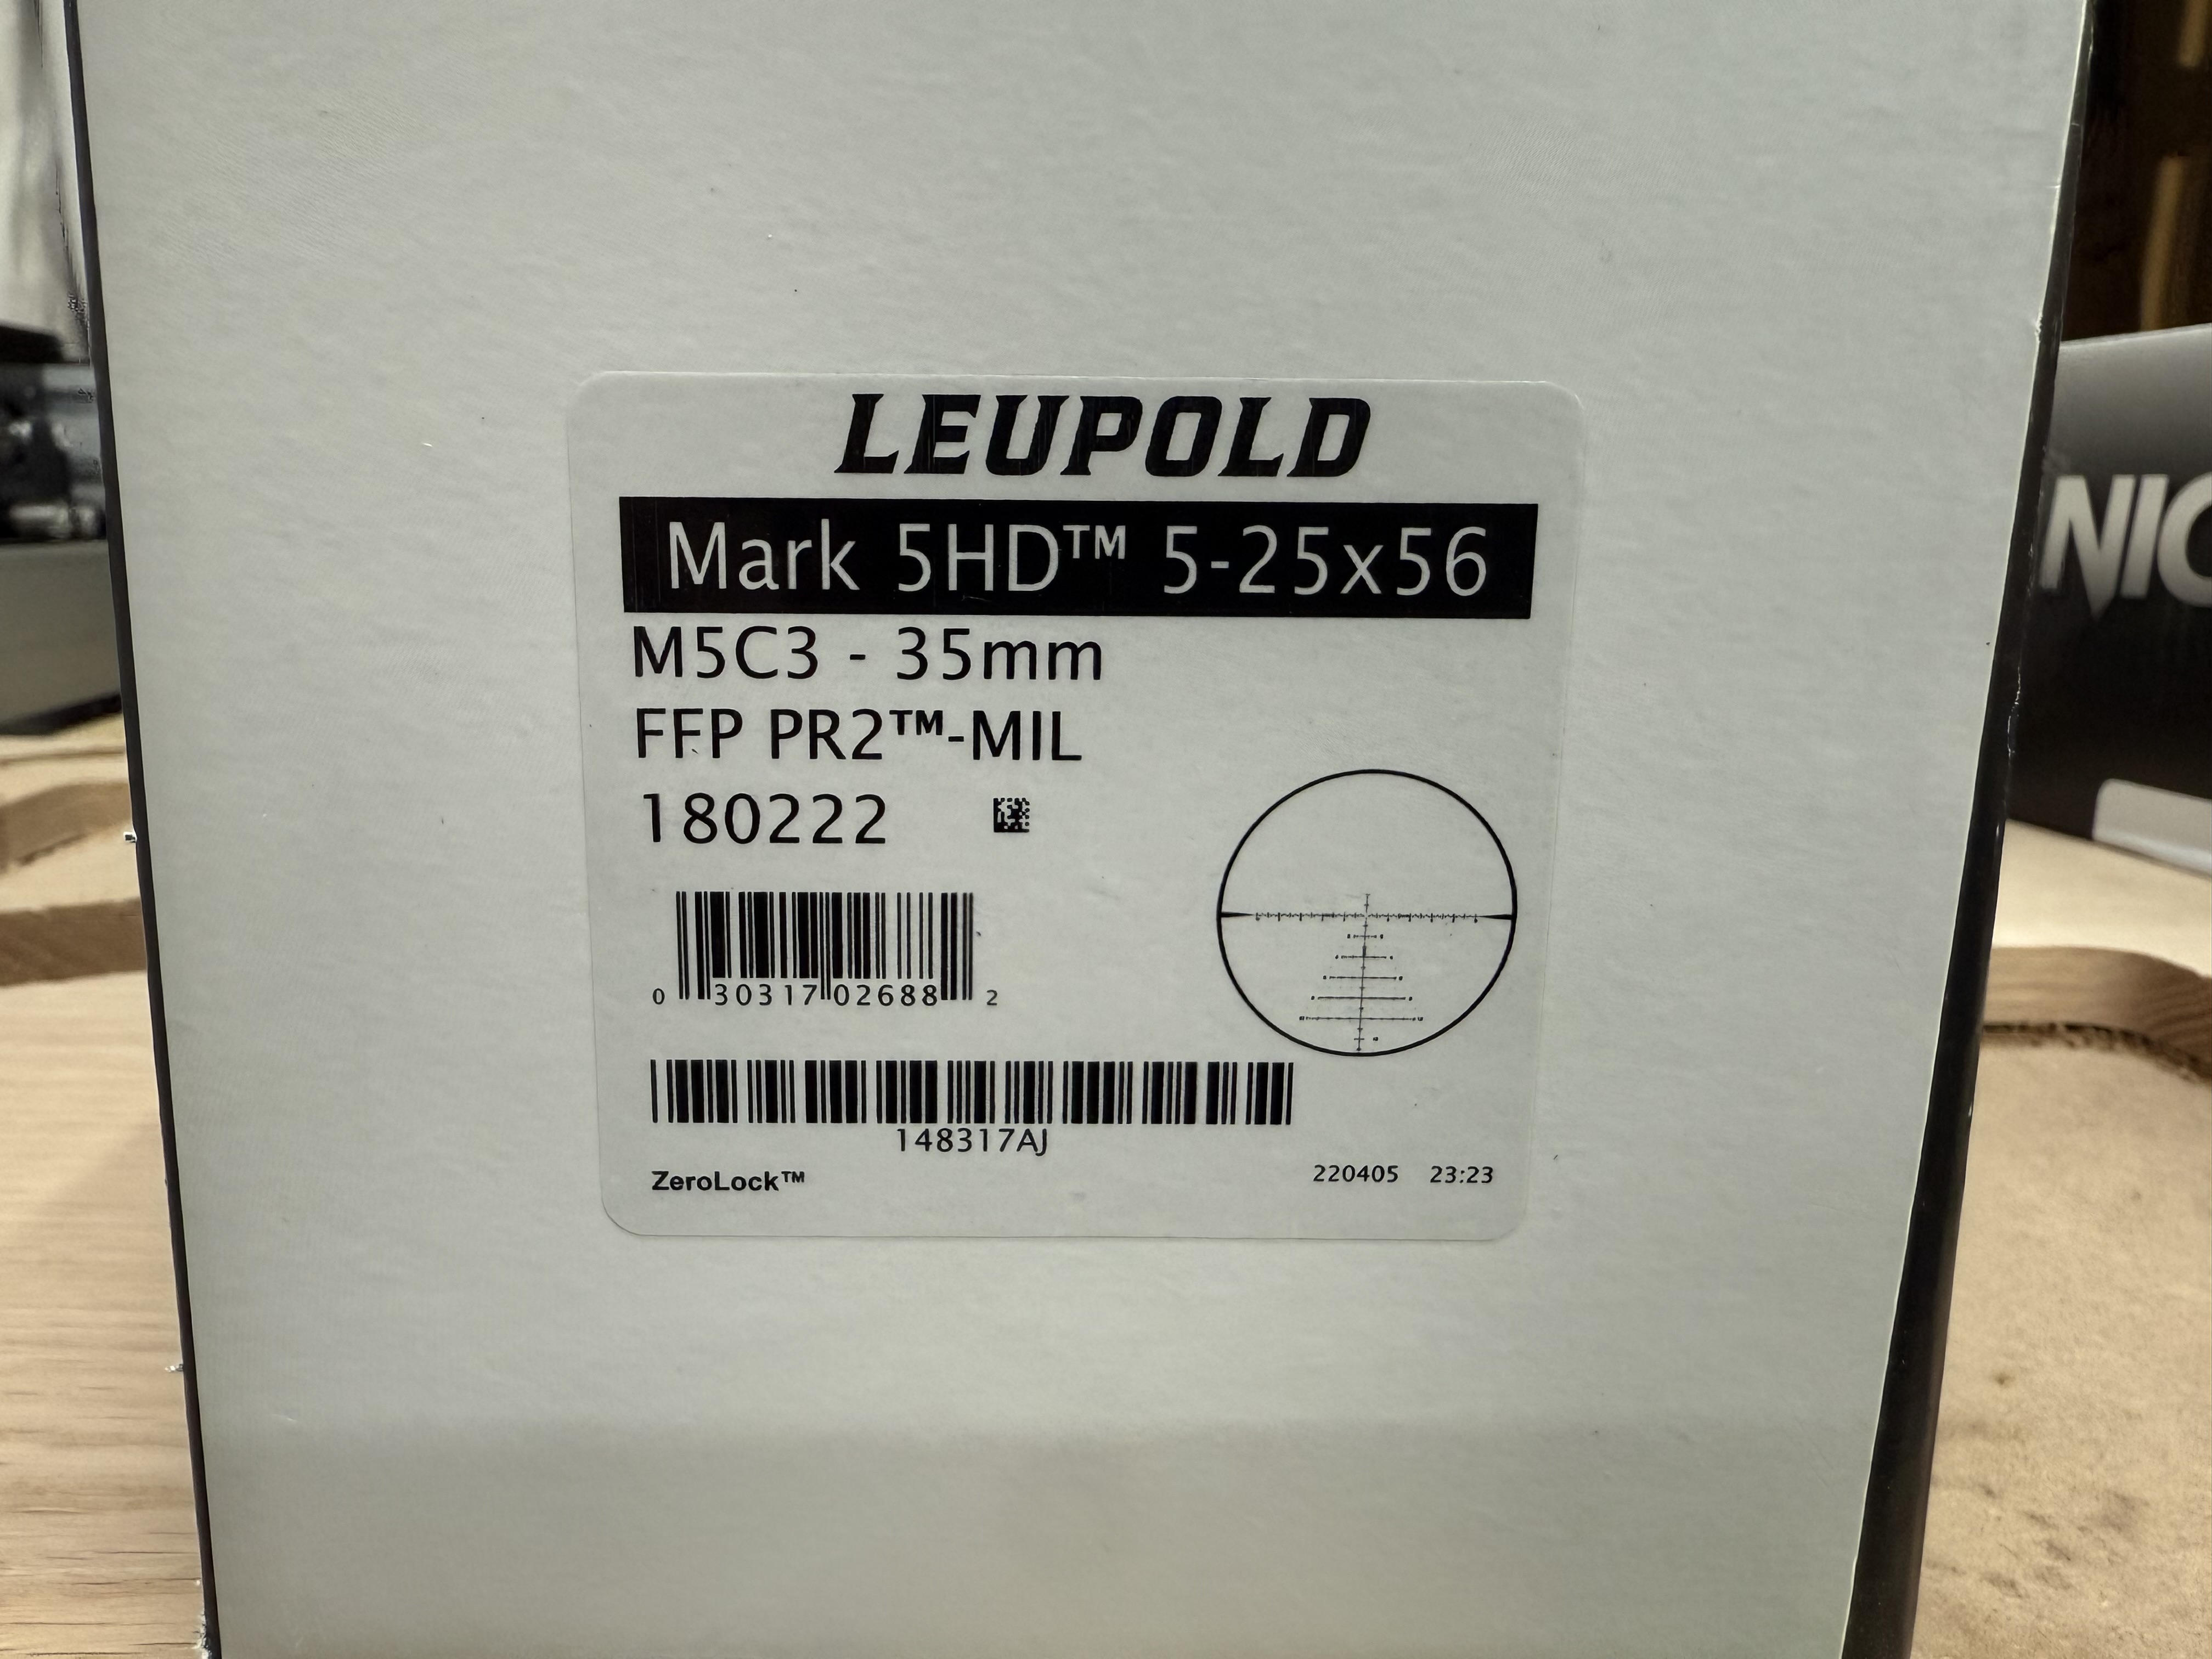 LEUPOLD
Mark 5HD™ 5-25x56
M5C3 - 35mm
FFP PR2™-MIL
180222
0 30317 02688 2
148317AJ
ZeroLock™ 220405 23:23